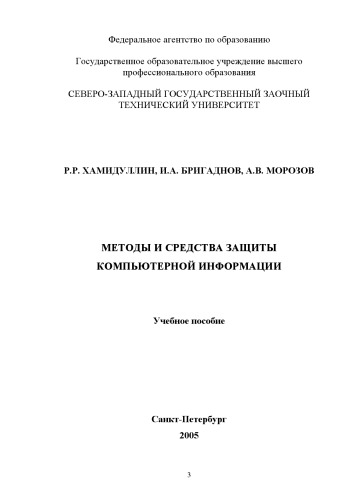 Федеральное агентство по образованию
Государственное образовательное учреждение высшего
профессионального образования
СЕВЕРО-ЗАПАДНЫЙ ГОСУДАРСТВЕННЫЙ ЗАОЧНЫЙ
ТЕХНИЧЕСКИЙ УНИВЕРСИТЕТ
Р.Р. ХАМИДУЛЛИН, И.А. БРИГАДНОВ, А.В. МОРОЗОВ
МЕТОДЫ И СРЕДСТВА ЗАЩИТЫ
КОМПЬЮТЕРНОЙ ИНФОРМАЦИИ
Учебное пособие
Санкт-Петербург
2005
3